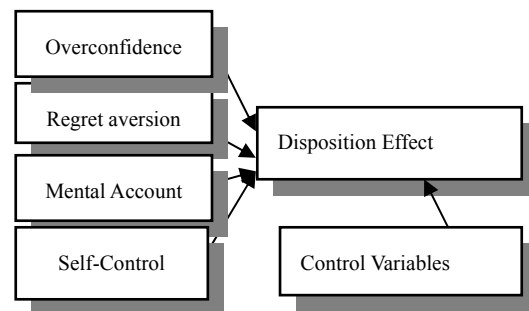 Overconfidence
Regret aversion
Disposition Effect
Mental Account
Self-Control
Control Variables